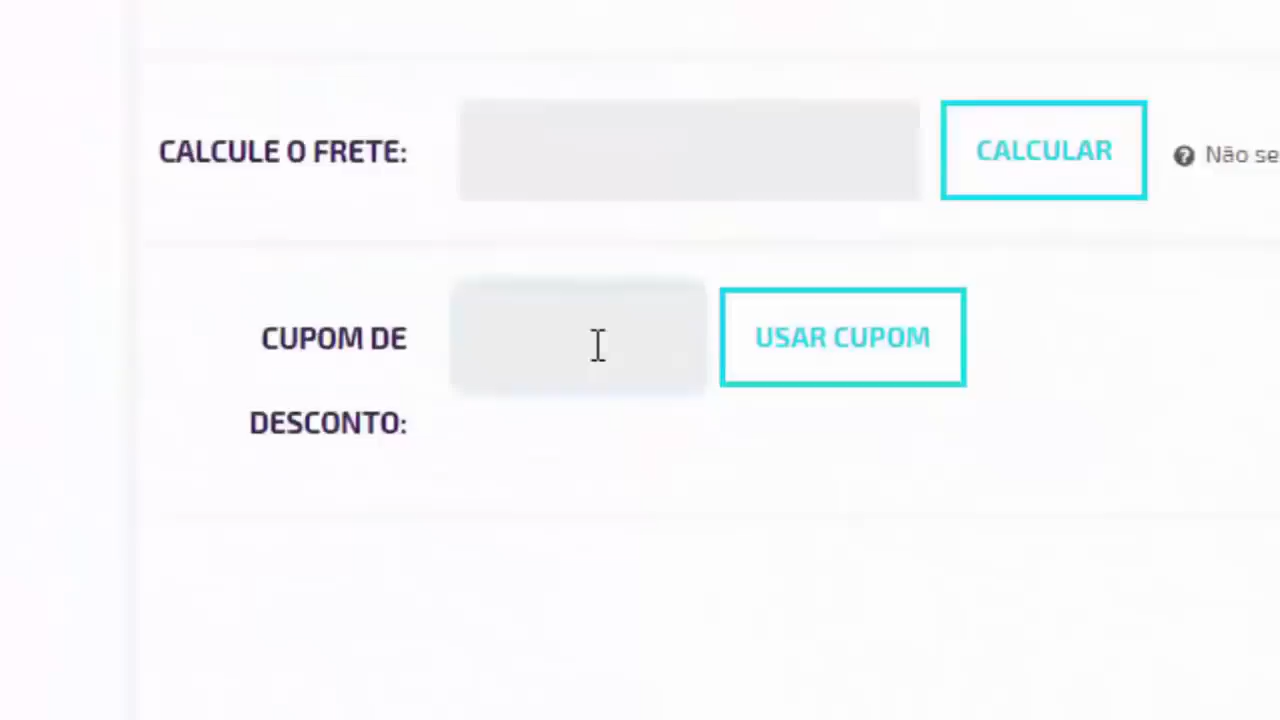 CALCULE O FRETE:
CALCULAR
Não se
CUPOM DE
DESCONTO:
USAR CUPOM